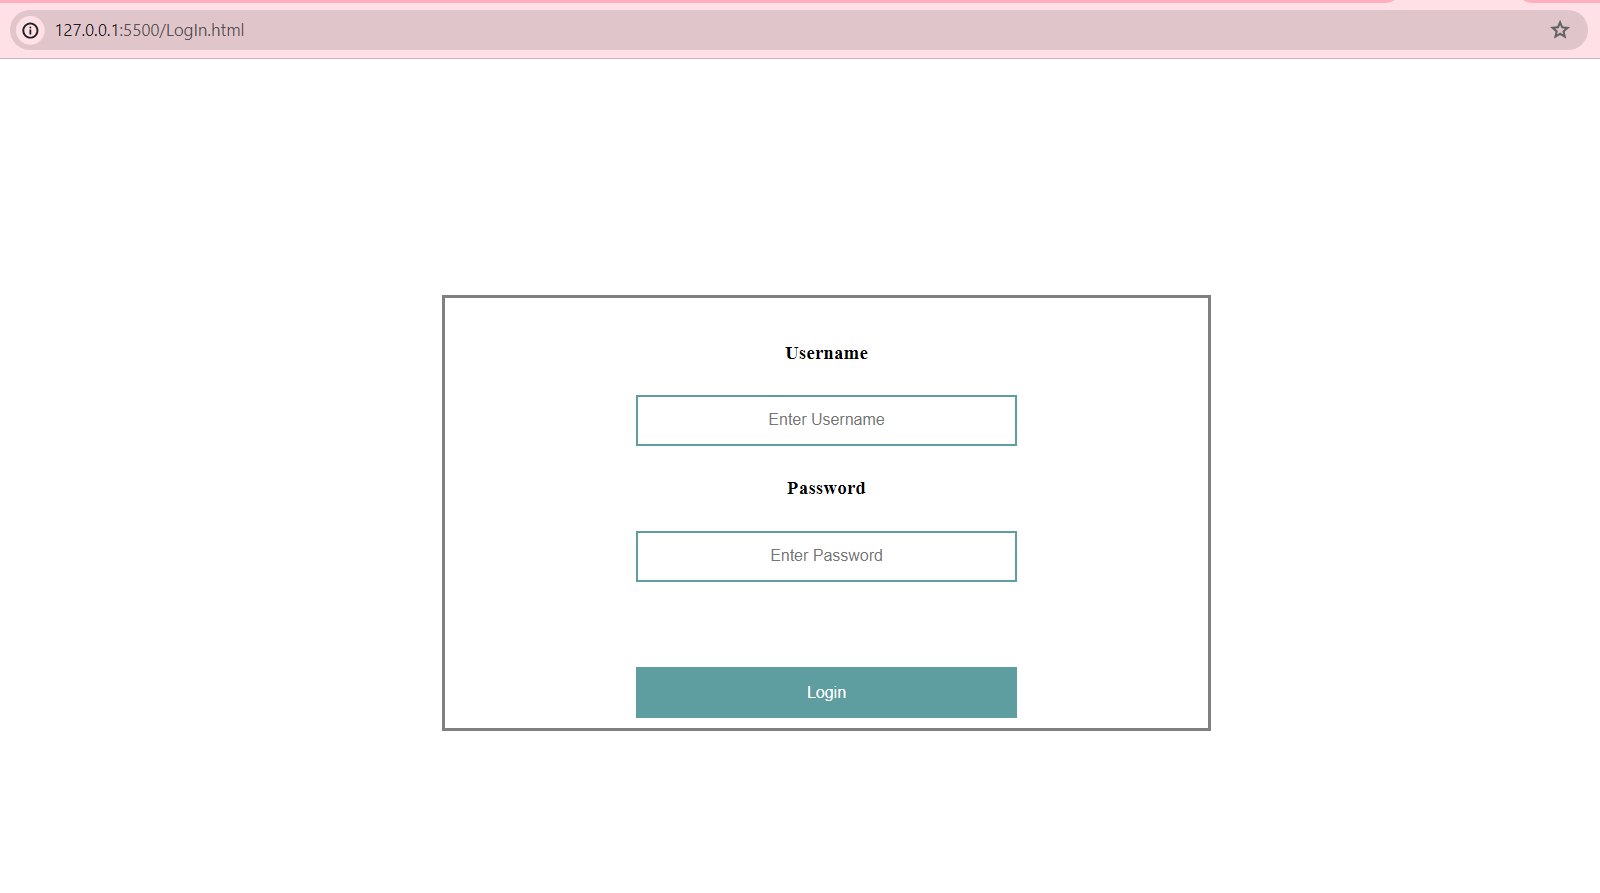 127.0.0.1:5500/LogIn.html
Username
Enter Username
Password
Enter Password
Login